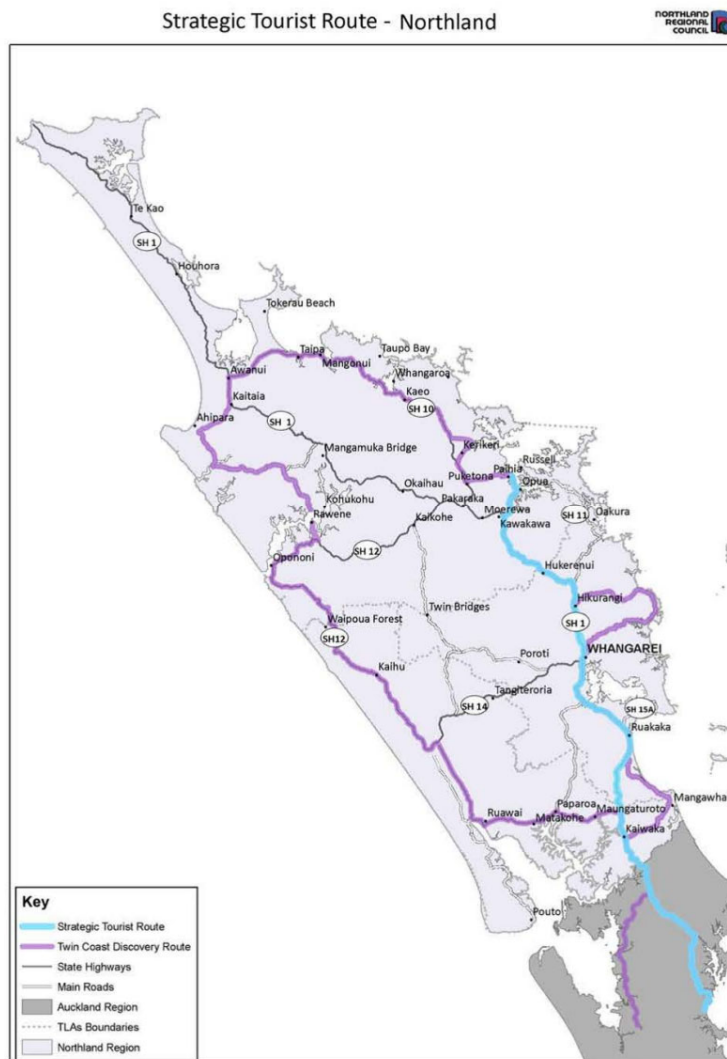 Strategic Tourist Route - Northland
NORTHLAND
REGIONAL
COUNCIL
Te Kao
SH 1
Houhora
Tokerau Beach
Taipa
Taupo Bay
Mangonui
Awanui
Whangaroa
Kaitaia
Kaeo
SH 10
Ahipara
SH 1
Mangamuka Bridge
Kerikeri
Russell
Paihia
Puketona
Opua
Okaihau
Kohukohu
Pakaraka
Rawene
Moerewa
SH 11
Oakura
Kaikohe
Kawakawa
SH 12
Opononi
Hukerenui
Hikurangi
Twin Bridges
Waipoua Forest
SH 1
SH12
WHANGAREI
Poroti
Kaihu
Tangiteroria
SH 14
SH 15A
Ruakaka
Mangawha
Paparoa
Maungaturoto
Ruawai
Matakohe
Kaiwaka
Pouto
Key
Strategic Tourist Route
Twin Coast Discovery Route
State Highways
Main Roads
Auckland Region
TLAs Boundaries
Northland Region